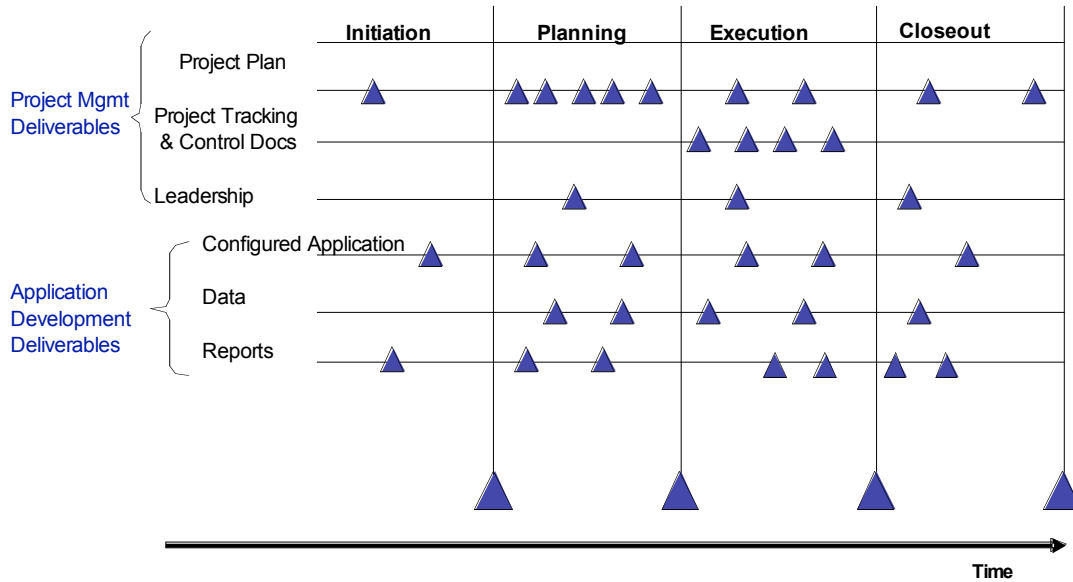 Initiation
Planning
Execution
Closeout
Project Plan
Project Mgmt
Deliverables
Project Tracking
& Control Docs
Leadership
Configured Application
Application
Development
Deliverables
Data
Reports
Time